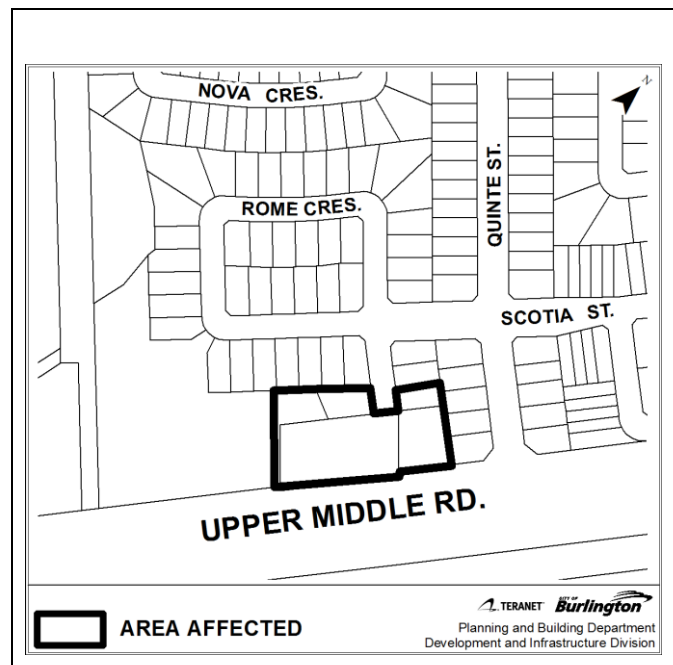 N
NOVA CRES.
QUINTE ST.
ROME CRES.
SCOTIA ST.
UPPER MIDDLE RD.
AREA AFFECTED
TERANET
CITY OF
Burlington
Planning and Building Department
Development and Infrastructure Division